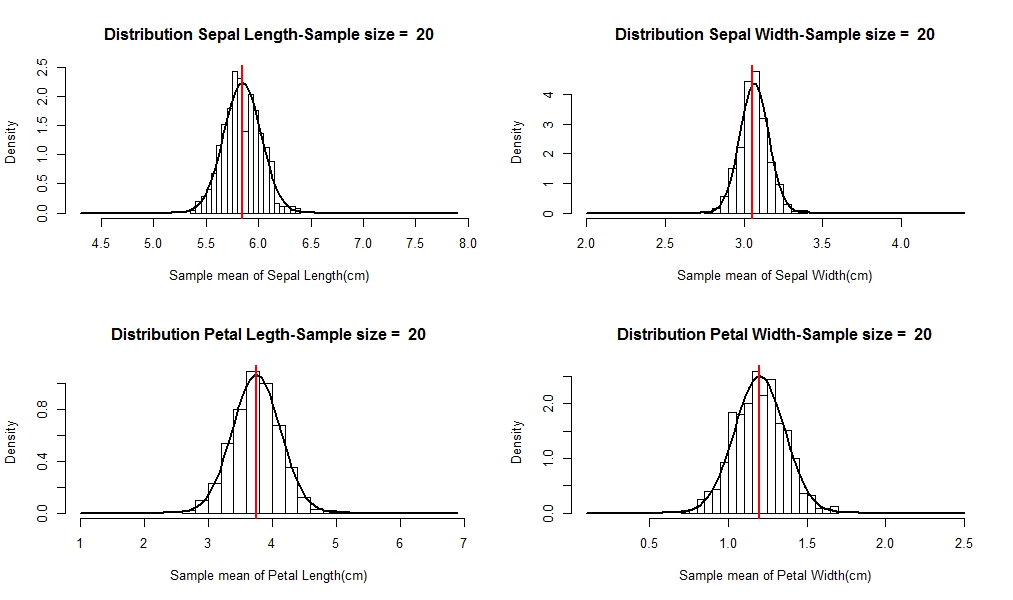 Distribution Sepal Length-Sample size =  20
Density
0.0 0.5 1.0 1.5 2.0 2.5
4.5 5.0 5.5 6.0 6.5 7.0 7.5 8.0
Sample mean of Sepal Length(cm)
Distribution Sepal Width-Sample size =  20
Density
0 1 2 3 4
2.0 2.5 3.0 3.5 4.0
Sample mean of Sepal Width(cm)
Distribution Petal Legth-Sample size =  20
Density
0.0 0.4 0.8
1 2 3 4 5 6 7
Sample mean of Petal Length(cm)
Distribution Petal Width-Sample size =  20
Density
0.0 1.0 2.0
0.5 1.0 1.5 2.0 2.5
Sample mean of Petal Width(cm)